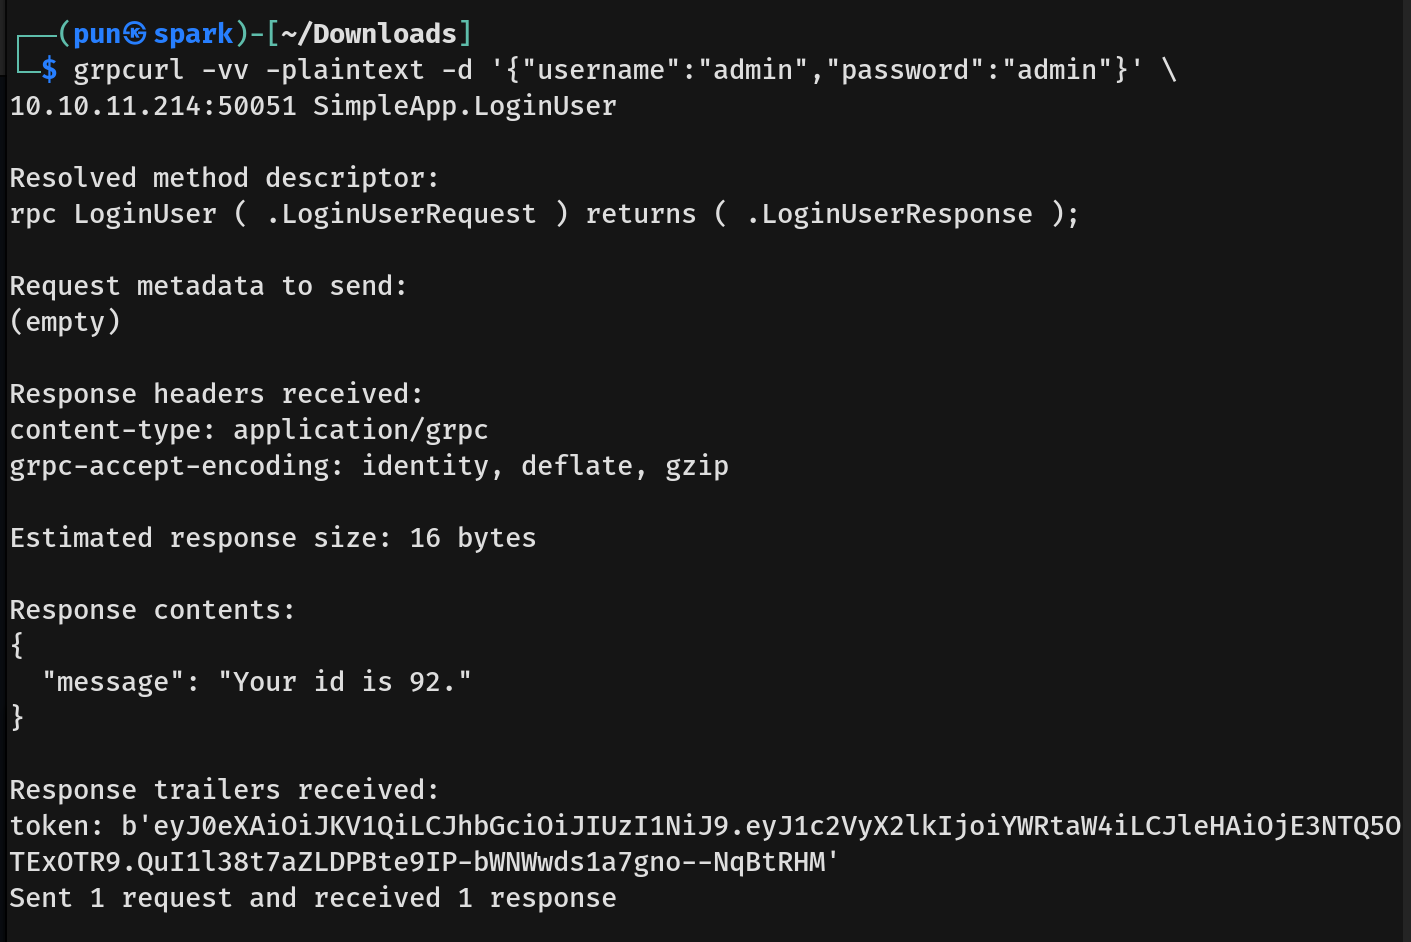 ┌──(pun㉿spark)-[~/Downloads]
└─$ grpcurl -vv -plaintext -d '{"username":"admin","password":"admin"}' \
10.10.11.214:50051 SimpleApp.LoginUser
Resolved method descriptor:
rpc LoginUser ( .LoginUserRequest ) returns ( .LoginUserResponse );
Request metadata to send:
(empty)
Response headers received:
content-type: application/grpc
grpc-accept-encoding: identity, deflate, gzip
Estimated response size: 16 bytes
Response contents:
{
  "message": "Your id is 92."
}
Response trailers received:
token: b'eyJ0eXAiOiJKV1QiLCJhbGciOiJIUzI1NiJ9.eyJ1c2VyX2lkIjoiYWRtaW4iLCJleHAiOjE3NTQ5O
TExOTR9.QuI1l38t7aZLDPBte9IP-bWNWwds1a7gno--NqBtRHM'
Sent 1 request and received 1 response